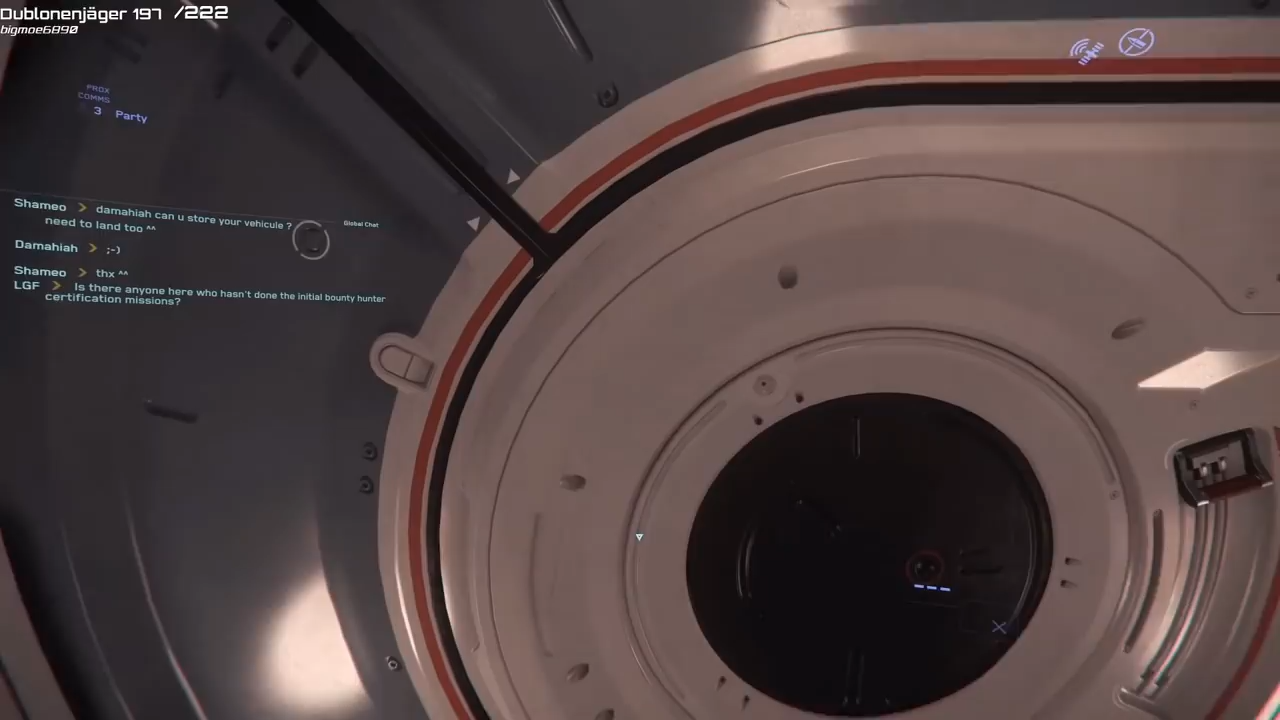 Dublonenjäger 197 /222
bigmoe6890
PROX
COMMS
3 Party
Shameo > damahiah can u store your vehicule ?
need to land too ^^
Global Chat
Damahiah > ;-)
Shameo > thx ^^
LGF > Is there anyone here who hasn't done the initial bounty hunter
certification missions?